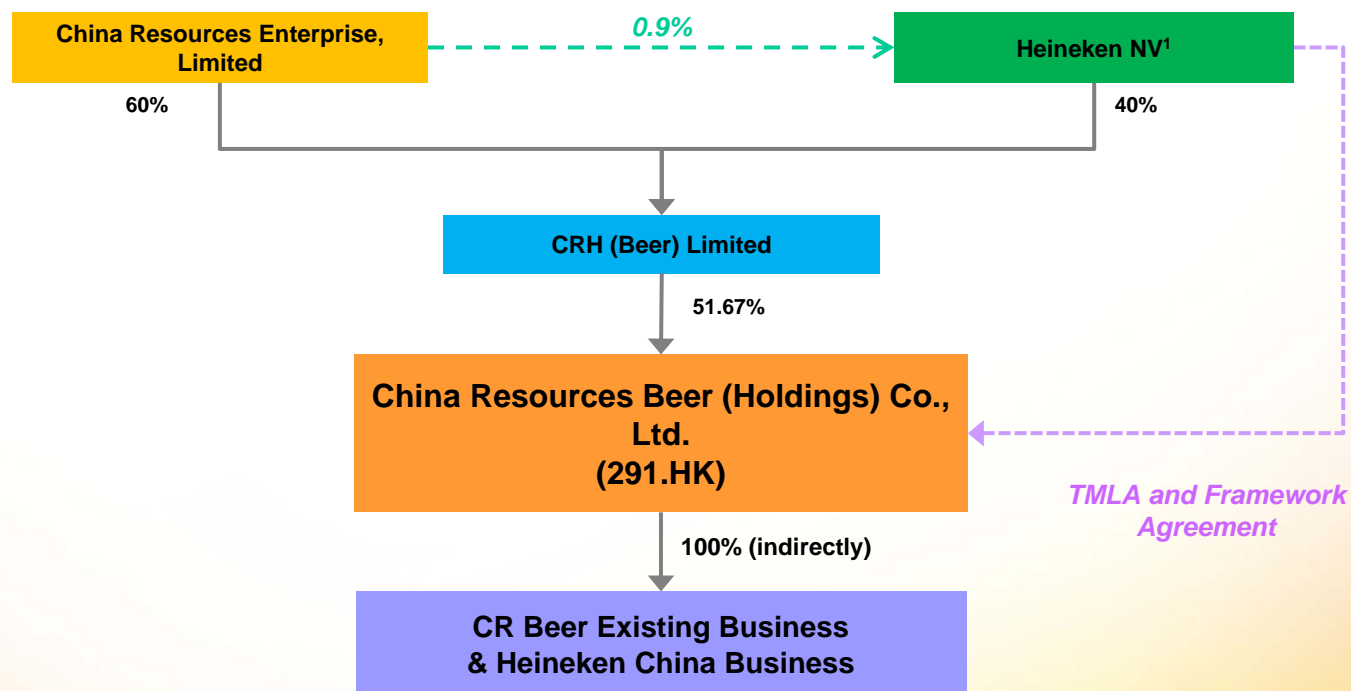 China Resources Enterprise,
Limited
0.9%
Heineken NV¹
60%
40%
CRH (Beer) Limited
51.67%
China Resources Beer (Holdings) Co.,
Ltd.
(291.HK)
TMLA and Framework
Agreement
100% (indirectly)
CR Beer Existing Business
& Heineken China Business